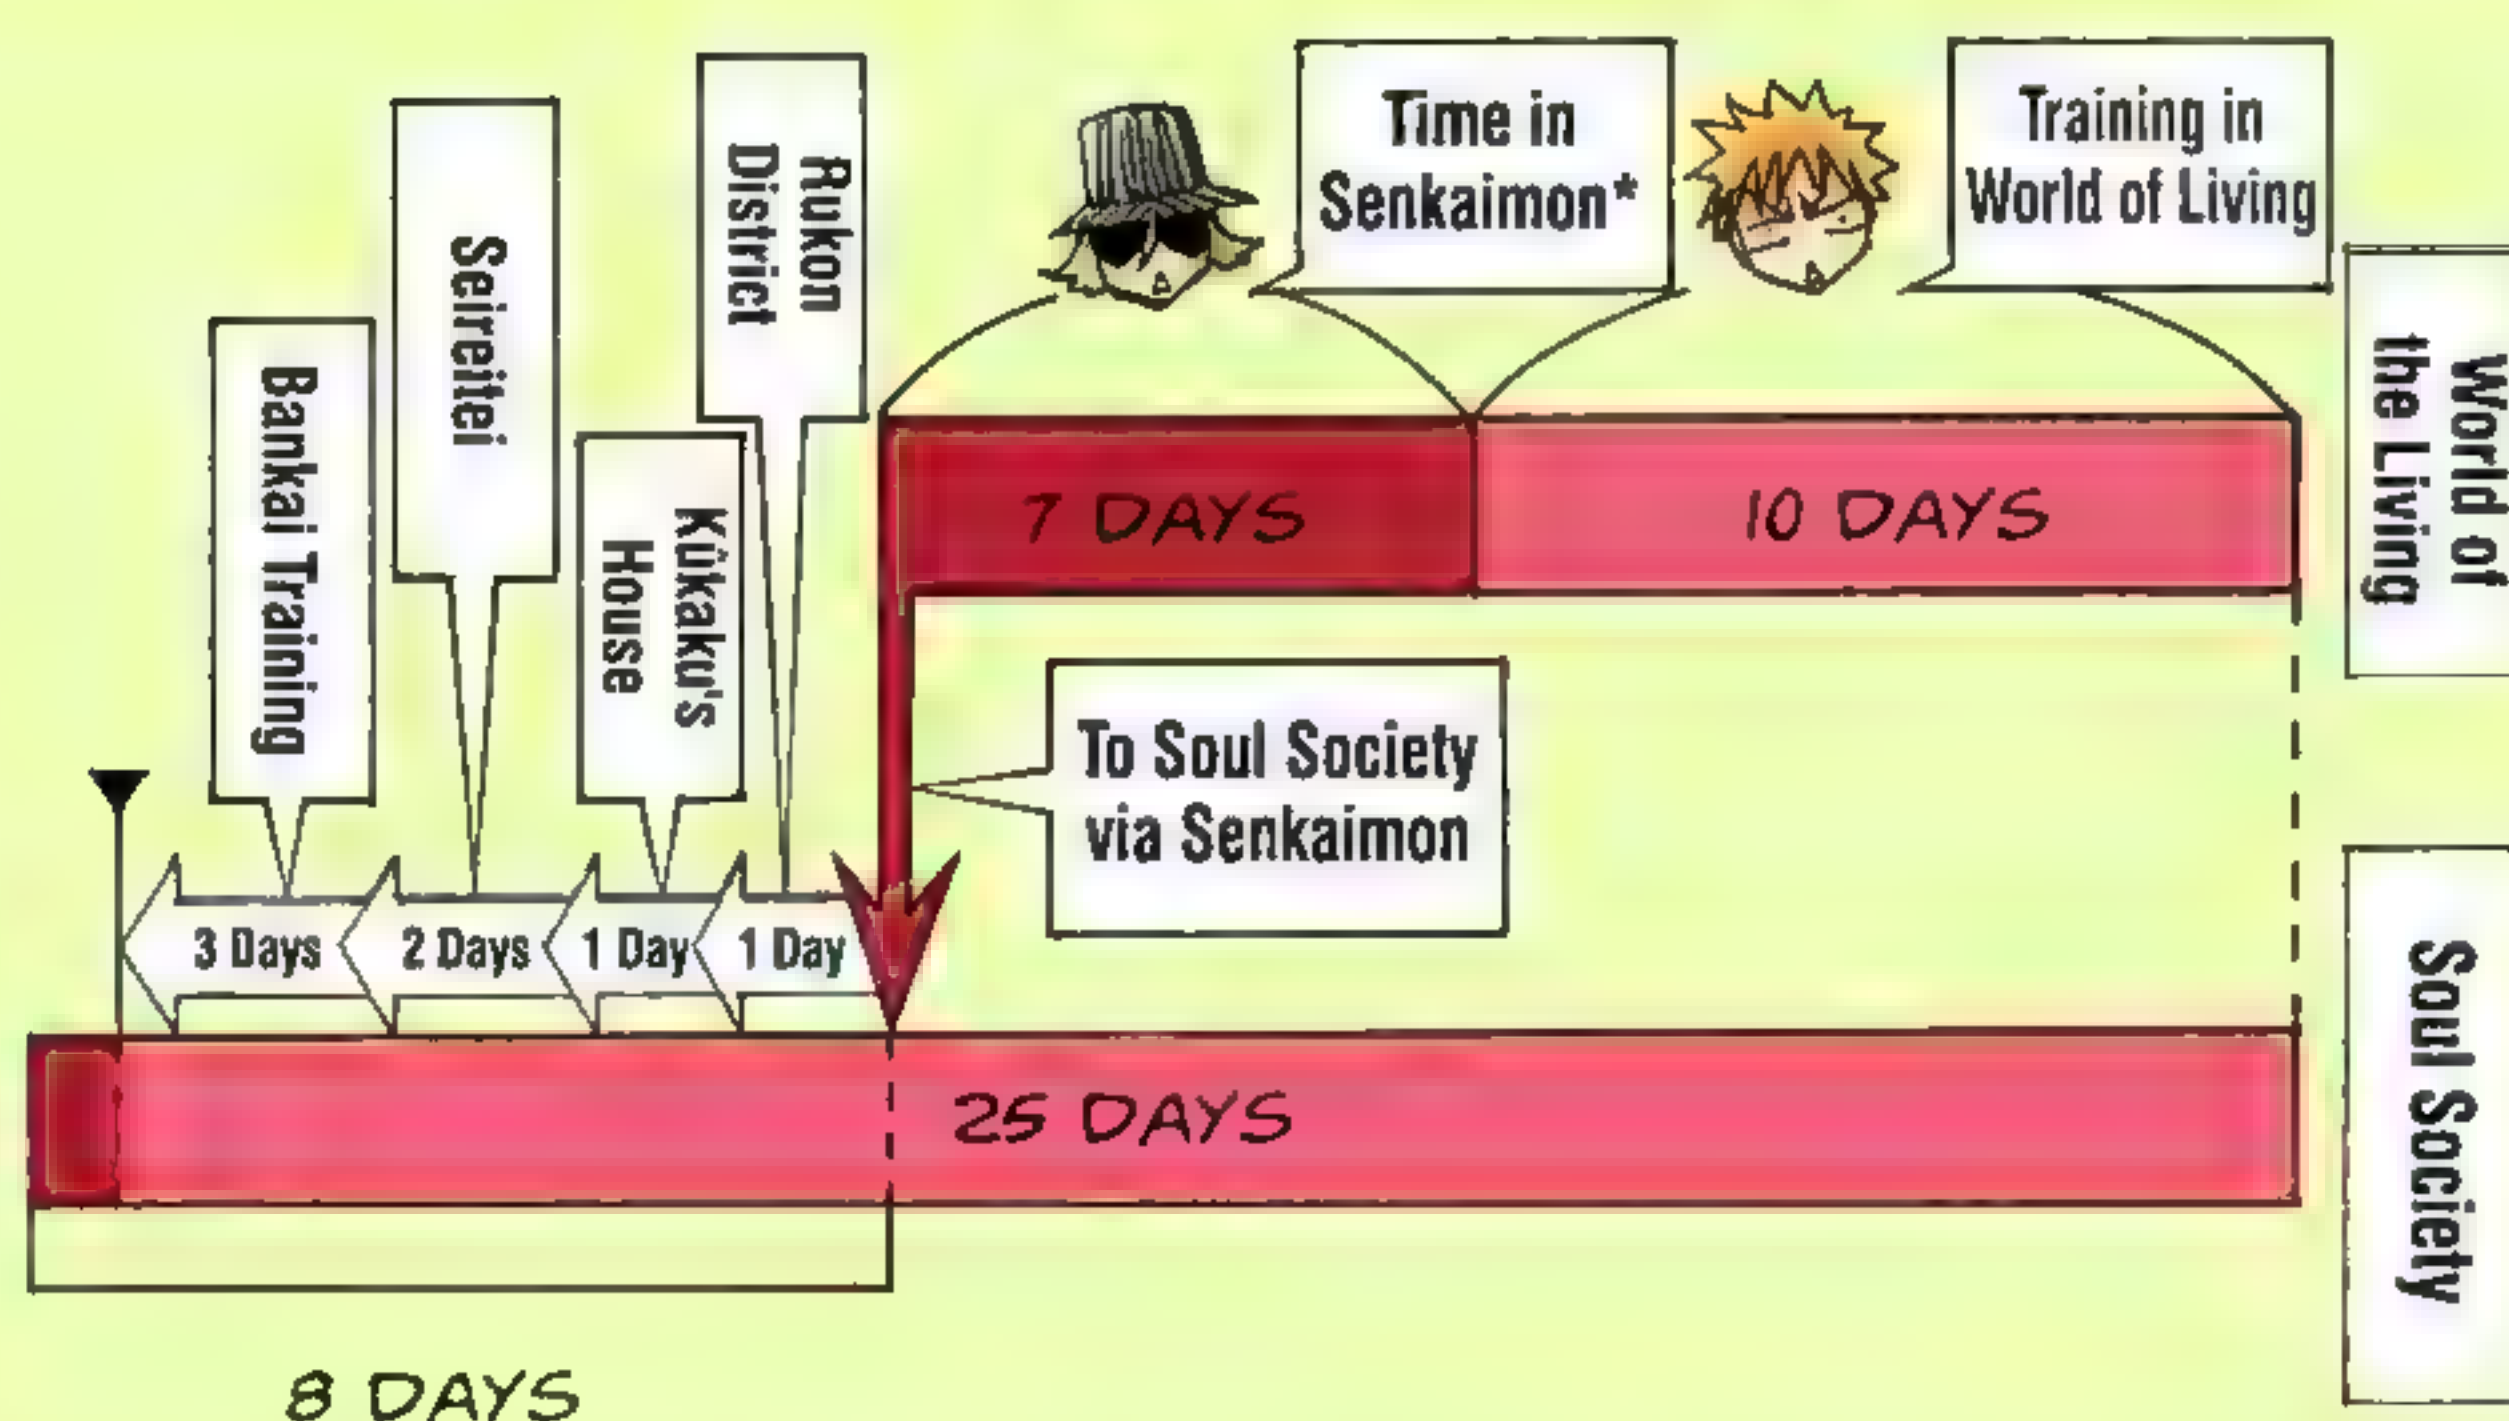 Time in
Senkaimon*
Training in
World of Living
Rukon
District
Seireitei
Bankai Training
Kûkaku's
House
World of
the Living
7 DAYS
10 DAYS
To Soul Society
via Senkaimon
3 Days
2 Days
1 Day
1 Day
Soul Society
25 DAYS
8 DAYS